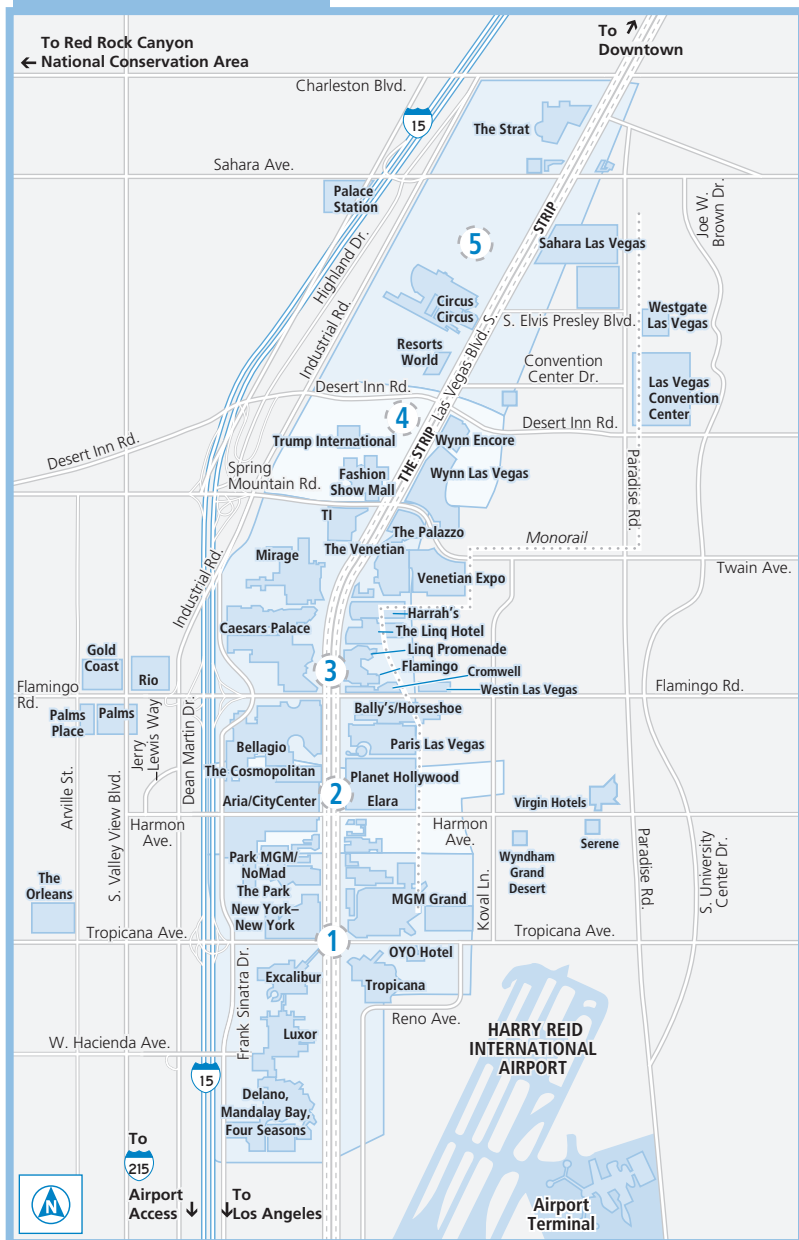 To Red Rock Canyon
← National Conservation Area
To ↗
Downtown
Charleston Blvd.
15
The Strat
Sahara Ave.
Palace
Station
Joe W.
Brown Dr.
STRIP
5
Sahara Las Vegas
Highland Dr.
Industrial Rd.
Circus
Circus
Westgate
Las Vegas
S. Elvis Presley Blvd.
Resorts
World
Las Vegas Blvd. S.
Convention
Center Dr.
Desert Inn Rd.
Las Vegas
Convention
Center
4
Desert Inn Rd.
Desert Inn Rd.
Trump International
THE STRIP
Wynn Encore
Spring
Mountain Rd.
Fashion
Show Mall
Wynn Las Vegas
Paradise Rd.
TI
The Palazzo
Monorail
Mirage
The Venetian
Industrial Rd.
Venetian Expo
Twain Ave.
Harrah's
Caesars Palace
The Linq Hotel
Linq Promenade
Gold
Coast
Rio
3
Flamingo
Cromwell
Westin Las Vegas
Flamingo
Rd.
Flamingo Rd.
Palms
Place
Palms
Jerry
–Lewis Way
Dean Martin Dr.
Bally's/Horseshoe
Bellagio
Paris Las Vegas
The Cosmopolitan
Planet Hollywood
Arville St.
S. Valley View Blvd.
Aria/CityCenter
2
Elara
Virgin Hotels
Harmon
Ave.
Harmon
Ave.
Serene
Paradise Rd.
S. University
Center Dr.
Park MGM/
NoMad
Wyndham
Grand
Desert
The
Orleans
The Park
MGM Grand
Koval Ln.
New York–
New York
Tropicana Ave.
1
Tropicana Ave.
OYO Hotel
Frank Sinatra Dr.
Excalibur
Tropicana
Reno Ave.
Luxor
HARRY REID
INTERNATIONAL
AIRPORT
W. Hacienda Ave.
15
Delano,
Mandalay Bay,
Four Seasons
To
215
Airport
Access ↓
To
↓ Los Angeles
N
Airport
Terminal